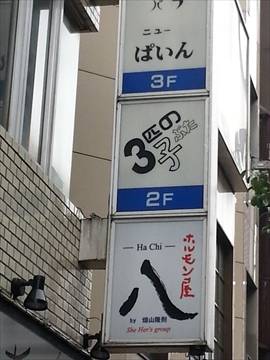 ニュー
ぱいん
3F
3匹の
子ぶた
2F
ホルモン屋
Ha Chi
八
by 畑山隆則
She Her's group